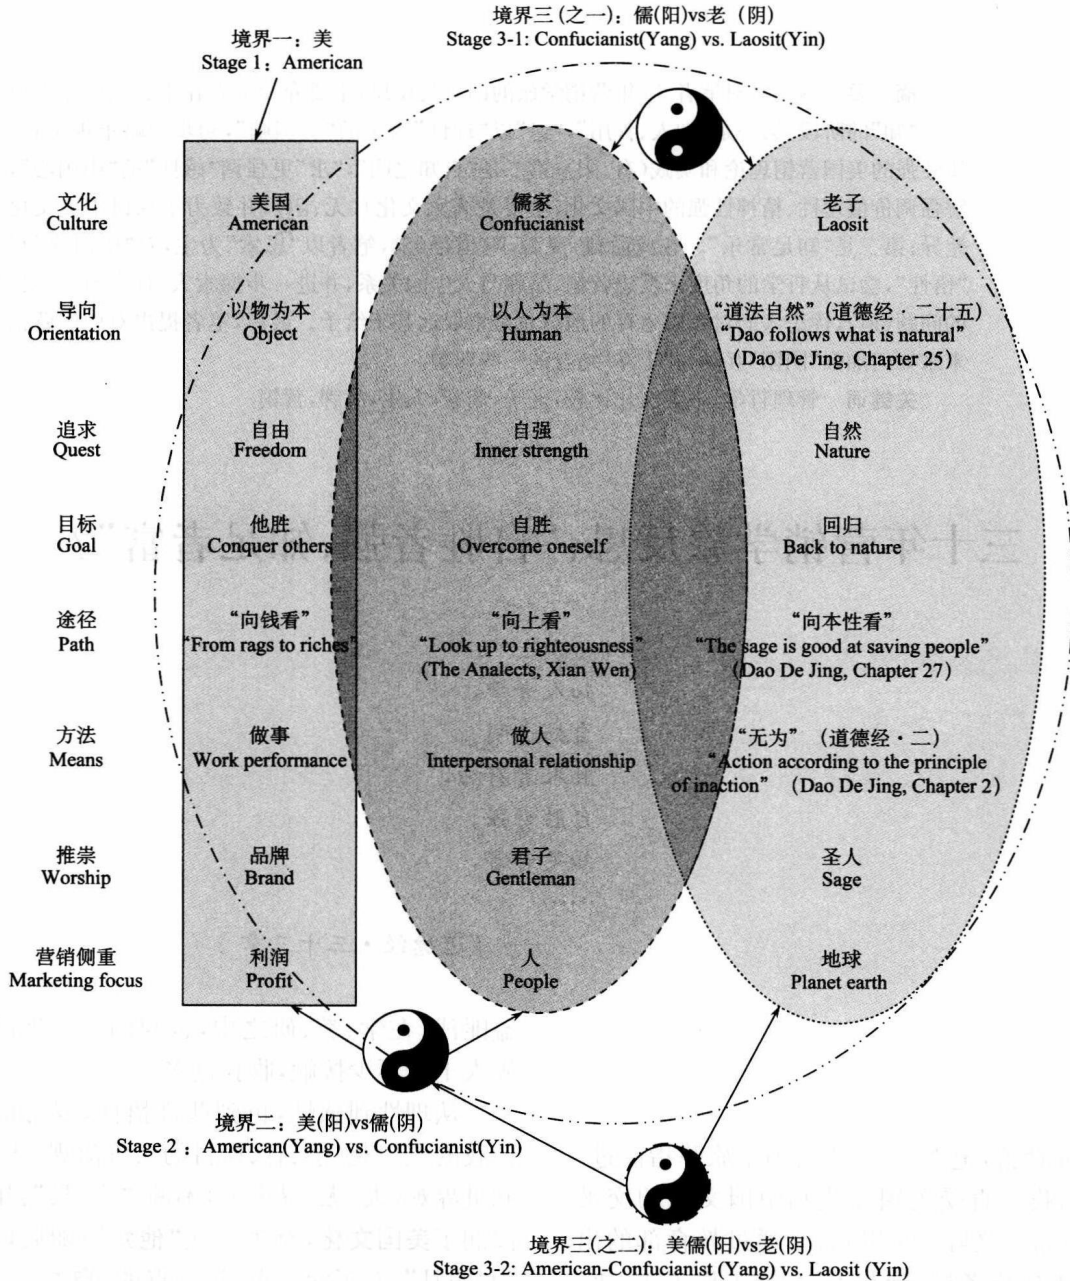 境界三(之一)：儒(阳)vs老（阴）
Stage 3-1: Confucianist(Yang) vs. Laosit(Yin)
境界一：美
Stage 1：American
文化
Culture
美国
American
儒家
Confucianist
老子
Laosit
导向
Orientation
以物为本
Object
以人为本
Human
“道法自然”(道德经·二十五)
“Dao follows what is natural”
(Dao De Jing, Chapter 25)
追求
Quest
自由
Freedom
自强
Inner strength
自然
Nature
目标
Goal
他胜
Conquer others
自胜
Overcome oneself
回归
Back to nature
途径
Path
“向钱看”
“From rags to riches”
“向上看”
“Look up to righteousness”
(The Analects, Xian Wen)
“向本性看”
“The sage is good at saving people”
(Dao De Jing, Chapter 27)
方法
Means
做事
Work performance
做人
Interpersonal relationship
“无为” (道德经·二)
“Action according to the principle
of inaction” (Dao De Jing, Chapter 2)
推崇
Worship
品牌
Brand
君子
Gentleman
圣人
Sage
营销侧重
Marketing focus
利润
Profit
人
People
地球
Planet earth
境界二：美(阳)vs儒(阴)
Stage 2：American(Yang) vs. Confucianist(Yin)
境界三(之二)：美儒(阳)vs老(阴)
Stage 3-2: American-Confucianist (Yang) vs. Laosit (Yin)